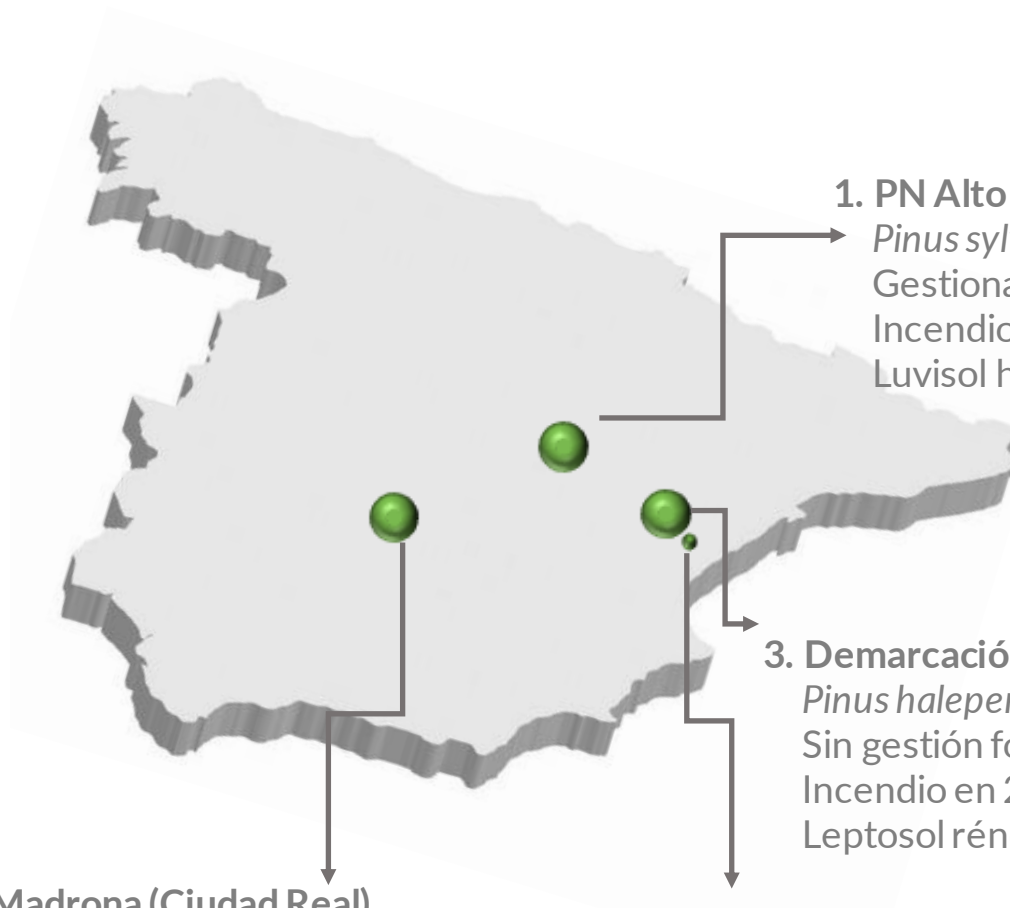 1. PN Alto
Pinus syl
Gestiona
Incendio
Luvisol h
3. Demarcació
Pinus halepe
Sin gestión fo
Incendio en 2
Leptosol rén
Madrona (Ciudad Real)